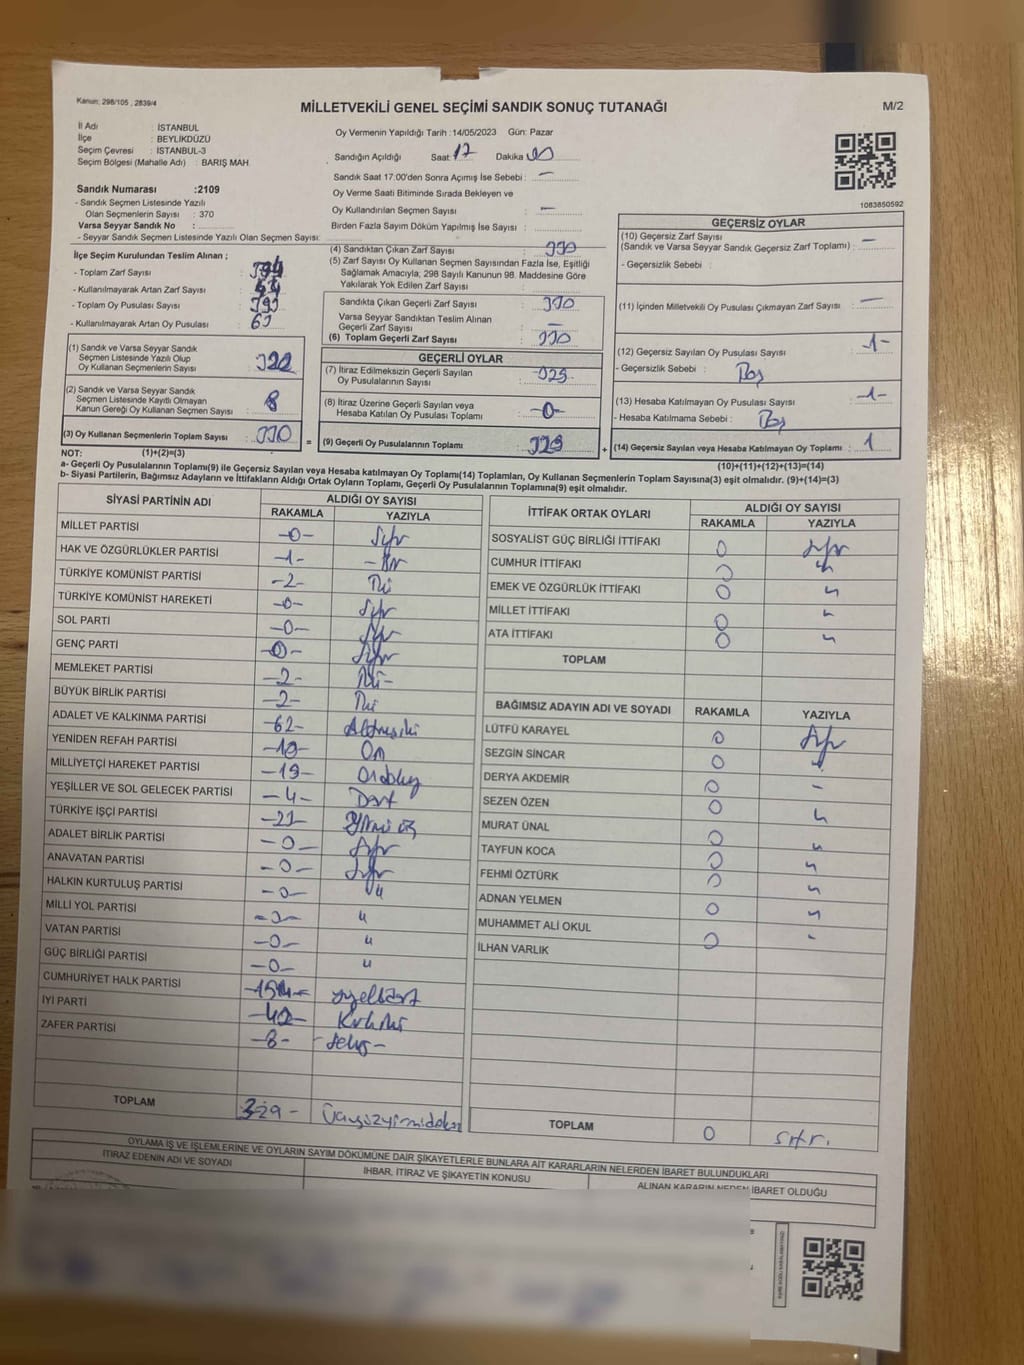 Kanun; 298/105 , 2839/4
MİLLETVEKİLİ GENEL SEÇİMİ SANDIK SONUÇ TUTANAĞI
M/2
İl Adı : İSTANBUL
İlçe : BEYLİKDÜZÜ
Seçim Çevresi : İSTANBUL-3
Seçim Bölgesi (Mahalle Adı) : BARIŞ MAH.
Sandık Numarası :2109
- Sandık Seçmen Listesinde Yazılı
Olan Seçmenlerin Sayısı : 370
Varsa Seyyar Sandık No :
- Seyyar Sandık Seçmen Listesinde Yazılı Olan Seçmen Sayısı:
Oy Vermenin Yapıldığı Tarih :14/05/2023 Gün: Pazar
Sandığın Açıldığı Saat: 17 Dakika
Sandık Saat 17:00'den Sonra Açımış İse Sebebi : —
Oy Verme Saati Bitiminde Sırada Bekleyen ve
Oy Kullandırılan Seçmen Sayısı : —
Birden Fazla Sayım Döküm Yapılmış İse Sayısı :
1083850592
İlçe Seçim Kurulundan Teslim Alınan ;
- Toplam Zarf Sayısı :
- Kullanılmayarak Artan Zarf Sayısı :
- Toplam Oy Pusulası Sayısı :
- Kullanılmayarak Artan Oy Pusulası :
(4) Sandıktan Çıkan Zarf Sayısı : 330
(5) Zarf Sayısı Oy Kullanan Seçmen Sayısından Fazla İse, Eşitliği
Sağlamak Amacıyla, 298 Sayılı Kanunun 98. Maddesine Göre
Yakılarak Yok Edilen Zarf Sayısı :
Sandıkta Çıkan Geçerli Zarf Sayısı : 330
Varsa Seyyar Sandıktan Teslim Alınan
Geçerli Zarf Sayısı : —
(6) Toplam Geçerli Zarf Sayısı : 330
GEÇERSİZ OYLAR
(10) Geçersiz Zarf Sayısı
(Sandık ve Varsa Seyyar Sandık Geçersiz Zarf Toplamı) : —
- Geçersizlik Sebebi :
(11) İçinden Milletvekili Oy Pusulası Çıkmayan Zarf Sayısı : —
(12) Geçersiz Sayılan Oy Pusulası Sayısı : -1-
- Geçersizlik Sebebi : Boş
(13) Hesaba Katılmayan Oy Pusulası Sayısı : -1-
- Hesaba Katılmama Sebebi : Boş
(14) Geçersiz Sayılan veya Hesaba Katılmayan Oy Toplamı : 1
(1) Sandık ve Varsa Seyyar Sandık
Seçmen Listesinde Yazılı Olup
Oy Kullanan Seçmenlerin Sayısı : 322
(2) Sandık ve Varsa Seyyar Sandık
Seçmen Listesinde Kayıtlı Olmayan
Kanun Gereği Oy Kullanan Seçmen Sayısı : 8
(3) Oy Kullanan Seçmenlerin Toplam Sayısı : 330
GEÇERLİ OYLAR
(7) İtiraz Edilmeksizin Geçerli Sayılan
Oy Pusulalarının Sayısı : 329
(8) İtiraz Üzerine Geçerli Sayılan veya
Hesaba Katılan Oy Pusulası Toplamı : -0-
= (9) Geçerli Oy Pusulalarının Toplamı : 329 +
NOT: (1)+(2)=(3)
(10)+(11)+(12)+(13)=(14)
a- Geçerli Oy Pusulalarının Toplamı(9) ile Geçersiz Sayılan veya Hesaba katılmayan Oy Toplamı(14) Toplamları, Oy Kullanan Seçmenlerin Toplam Sayısına(3) eşit olmalıdır. (9)+(14)=(3)
b- Siyasi Partilerin, Bağımsız Adayların ve İttifakların Aldığı Ortak Oyların Toplamı, Geçerli Oy Pusulalarının Toplamına(9) eşit olmalıdır.
SİYASİ PARTİNİN ADI ALDIĞI OY SAYISI
RAKAMLA YAZIYLA
MİLLET PARTİSİ -0- Sıfır
HAK VE ÖZGÜRLÜKLER PARTİSİ -1- -Bir
TÜRKİYE KOMÜNİST PARTİSİ -2- İki
TÜRKİYE KOMÜNİST HAREKETİ -0- Sıfır
SOL PARTİ -0- Sıfır
GENÇ PARTİ -0- Sıfır
MEMLEKET PARTİSİ -2- İki-
BÜYÜK BİRLİK PARTİSİ -2- İki
ADALET VE KALKINMA PARTİSİ -62- Altmışiki
YENİDEN REFAH PARTİSİ -10- On
MİLLİYETÇİ HAREKET PARTİSİ -19- Ondokuz
YEŞİLLER VE SOL GELECEK PARTİSİ -4- Dört
TÜRKİYE İŞÇİ PARTİSİ
ADALET BİRLİK PARTİSİ -0- Sıfır
ANAVATAN PARTİSİ -0- Sıfır
HALKIN KURTULUŞ PARTİSİ -0- "
MİLLİ YOL PARTİSİ -0- "
VATAN PARTİSİ -0- "
GÜÇ BİRLİĞİ PARTİSİ -0- "
CUMHURİYET HALK PARTİSİ
İYİ PARTİ -42- Kırkiki
ZAFER PARTİSİ -8- -Sekiz-
TOPLAM 329- Üçyüzyirmidokuz
İTTİFAK ORTAK OYLARI ALDIĞI OY SAYISI
RAKAMLA YAZIYLA
SOSYALİST GÜÇ BİRLİĞİ İTTİFAKI 0 Sıfır
CUMHUR İTTİFAKI 0 "
EMEK VE ÖZGÜRLÜK İTTİFAKI 0 "
MİLLET İTTİFAKI 0 "
ATA İTTİFAKI 0 "
TOPLAM
BAĞIMSIZ ADAYIN ADI VE SOYADI RAKAMLA YAZIYLA
LÜTFÜ KARAYEL 0 Sıfır
SEZGİN SİNCAR 0 "
DERYA AKDEMİR 0 -
SEZEN ÖZEN 0 "
MURAT ÜNAL 0 "
TAYFUN KOCA 0 "
FEHMİ ÖZTÜRK 0 "
ADNAN YELMEN 0 "
MUHAMMET ALİ OKUL 0 -
İLHAN VARLIK
TOPLAM 0 sıfır.
OYLAMA İŞ VE İŞLEMLERİNE VE OYLARIN SAYIM DÖKÜMÜNE DAİR ŞİKAYETLERLE BUNLARA AİT KARARLARIN NELERDEN İBARET BULUNDUKLARI
İTİRAZ EDENİN ADI VE SOYADI İHBAR, İTİRAZ VE ŞİKAYETİN KONUSU ALINAN KARARIN NEDEN İBARET OLDUĞU